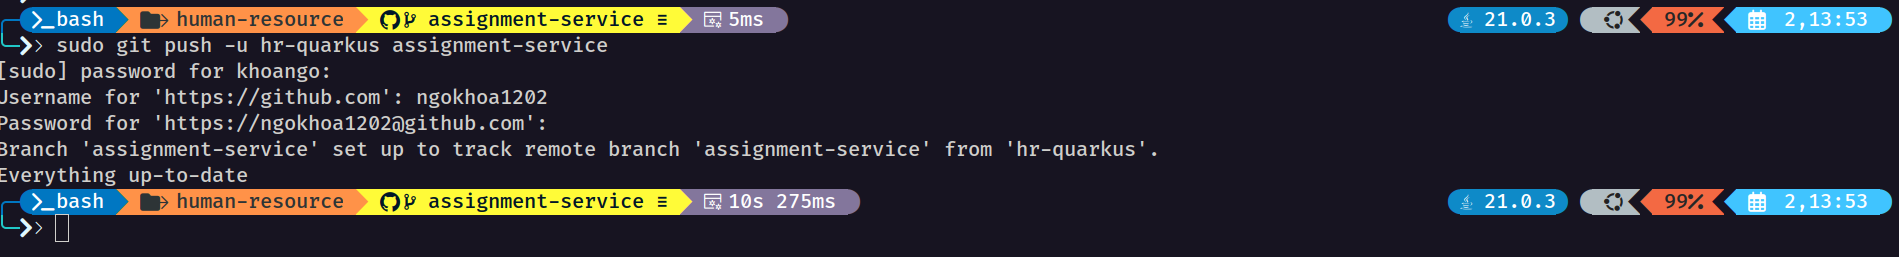 >_bash human-resource assignment-service ≡ 5ms 21.0.3 99% 2,13:53
sudo git push -u hr-quarkus assignment-service
[sudo] password for khoango:
Username for 'https://github.com': ngokhoa1202
Password for 'https://ngokhoa1202@github.com':
Branch 'assignment-service' set up to track remote branch 'assignment-service' from 'hr-quarkus'.
Everything up-to-date
>_bash human-resource assignment-service ≡ 10s 275ms 21.0.3 99% 2,13:53